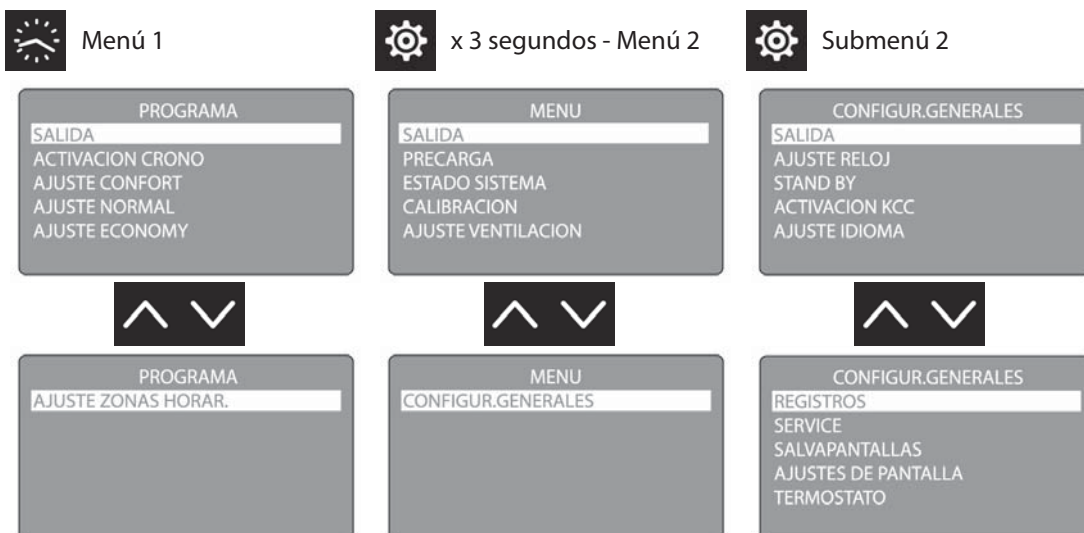 Menú 1
PROGRAMA
SALIDA
ACTIVACION CRONO
AJUSTE CONFORT
AJUSTE NORMAL
AJUSTE ECONOMY
PROGRAMA
AJUSTE ZONAS HORAR.
x 3 segundos - Menú 2
MENU
SALIDA
PRECARGA
ESTADO SISTEMA
CALIBRACION
AJUSTE VENTILACION
MENU
CONFIGUR.GENERALES
Submenú 2
CONFIGUR.GENERALES
SALIDA
AJUSTE RELOJ
STAND BY
ACTIVACION KCC
AJUSTE IDIOMA
CONFIGUR.GENERALES
REGISTROS
SERVICE
SALVAPANTALLAS
AJUSTES DE PANTALLA
TERMOSTATO